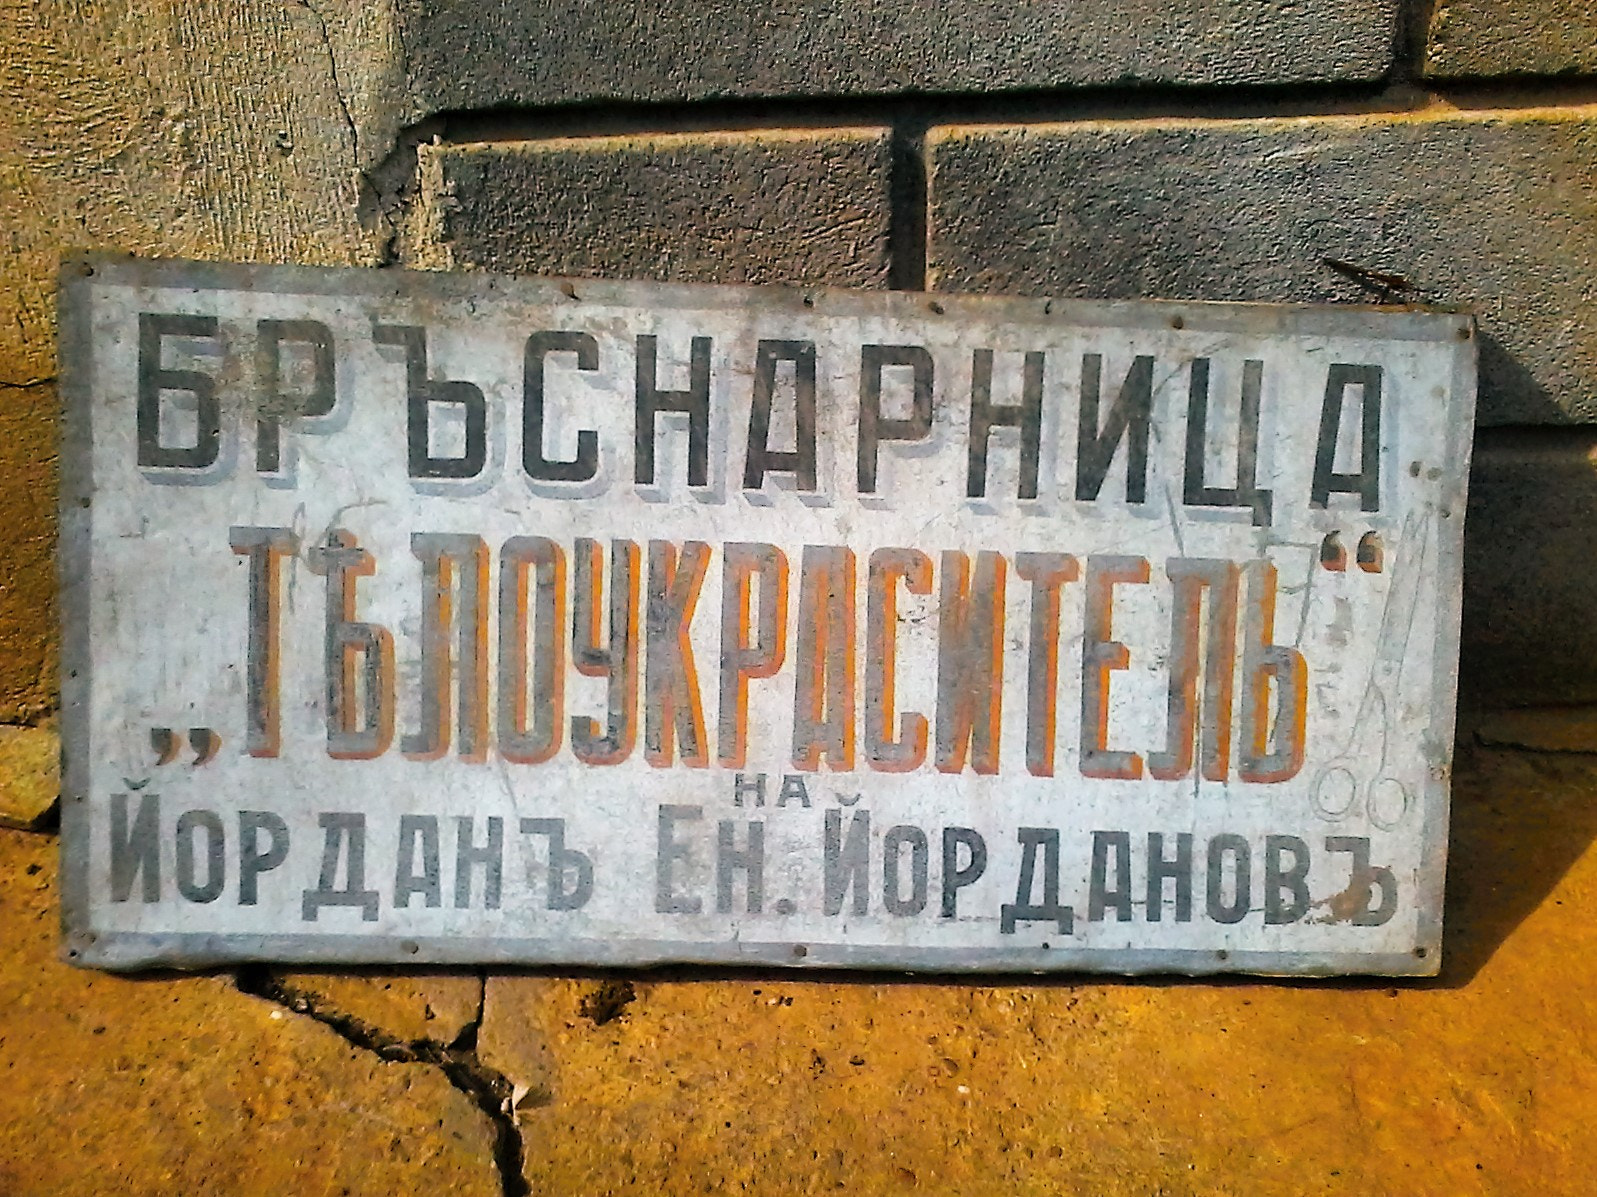 БРЪСНАРНИЦА
„ТѢЛОУКРАСИТЕЛЬ“
НА
ЙОРДАНЪ ЕН. ЙОРДАНОВЪ